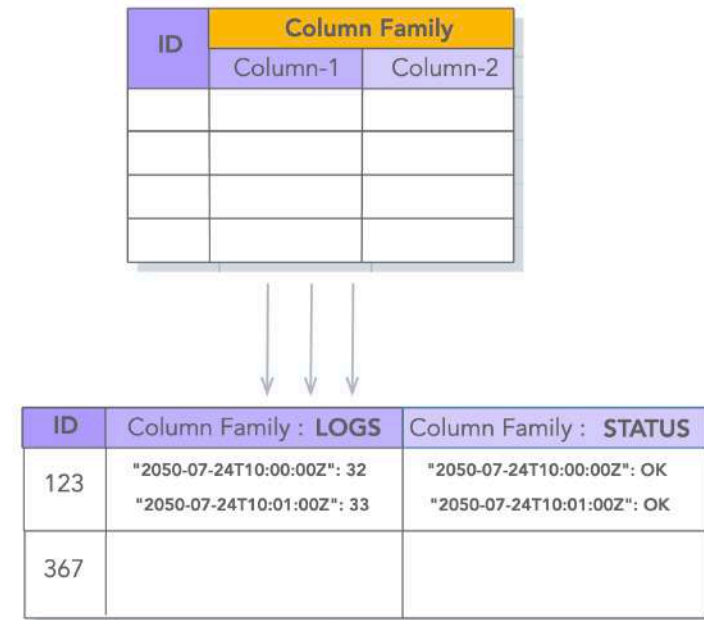 ID Column Family
Column-1 Column-2
ID Column Family : LOGS Column Family : STATUS
123 "2050-07-24T10:00:00Z": 32 "2050-07-24T10:00:00Z": OK
"2050-07-24T10:01:00Z": 33 "2050-07-24T10:01:00Z": OK
367